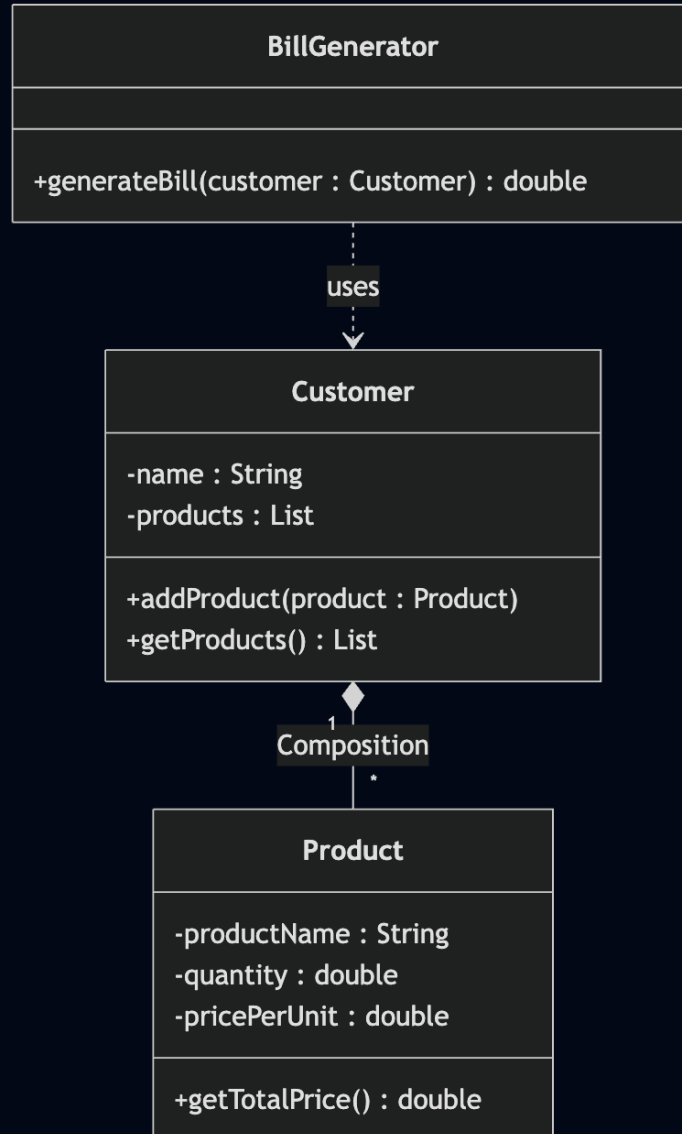 BillGenerator
+generateBill(customer : Customer) : double
uses
Customer
-name : String
-products : List
+addProduct(product : Product)
+getProducts() : List
1
Composition
*
Product
-productName : String
-quantity : double
-pricePerUnit : double
+getTotalPrice() : double